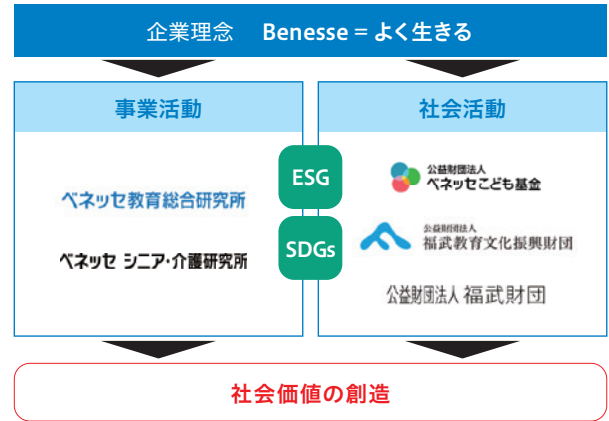 企業理念 Benesse = よく生きる
事業活動
ベネッセ教育総合研究所
ベネッセ シニア・介護研究所
ESG
SDGs
社会活動
公益財団法人
ベネッセこども基金
公益財団法人
福武教育文化振興財団
公益財団法人 福武財団
社会価値の創造